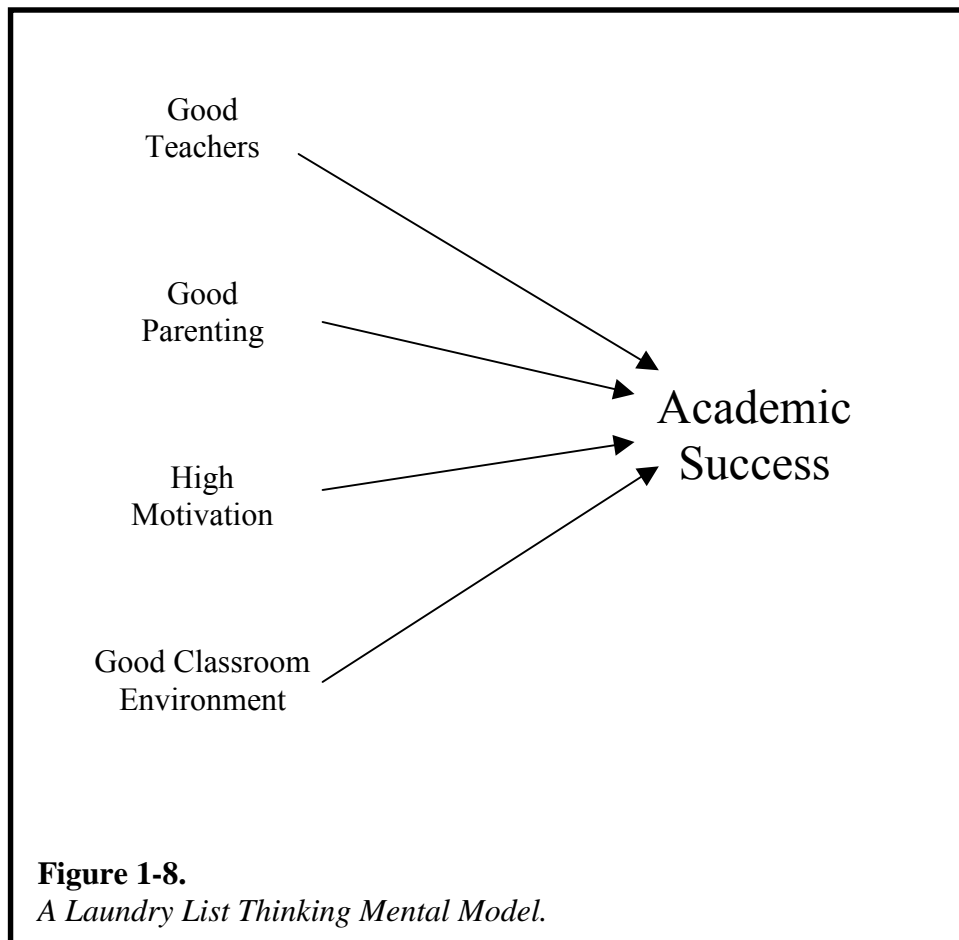 Good
Teachers
Good
Parenting
High
Motivation
Good Classroom
Environment
Academic
Success
Figure 1-8.
A Laundry List Thinking Mental Model.